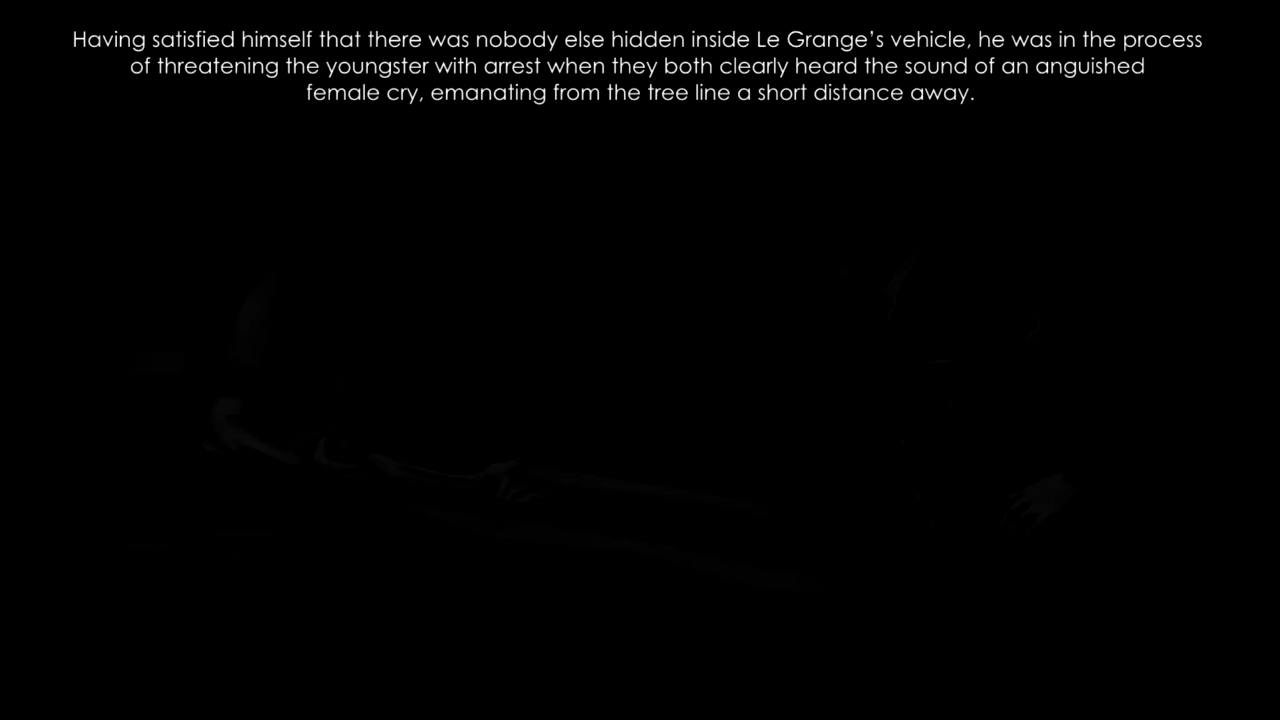 Having satisfied himself that there was nobody else hidden inside Le Grange’s vehicle, he was in the process
of threatening the youngster with arrest when they both clearly heard the sound of an anguished
female cry, emanating from the tree line a short distance away.